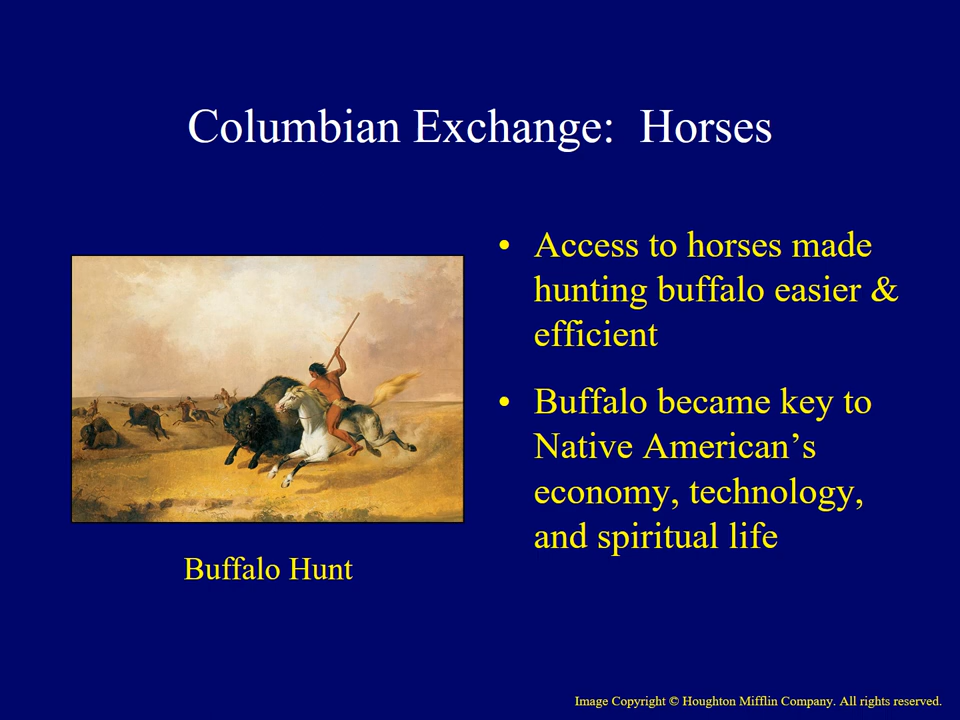 Columbian Exchange: Horses
• Access to horses made
hunting buffalo easier &
efficient
• Buffalo became key to
Native American’s
economy, technology,
and spiritual life
Buffalo Hunt
Image Copyright © Houghton Mifflin Company. All rights reserved.